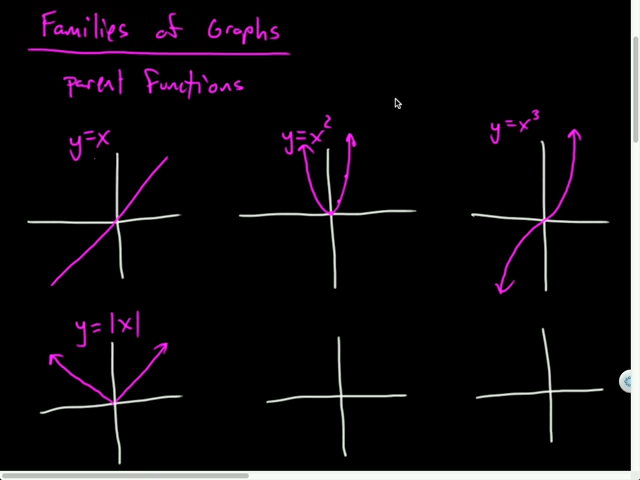 Families of Graphs
parent functions
y=x
y=x²
y=x³
y=|x|